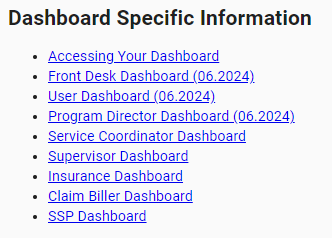 Dashboard Specific Information
Accessing Your Dashboard
Front Desk Dashboard (06.2024)
User Dashboard (06.2024)
Program Director Dashboard (06.2024)
Service Coordinator Dashboard
Supervisor Dashboard
Insurance Dashboard
Claim Biller Dashboard
SSP Dashboard